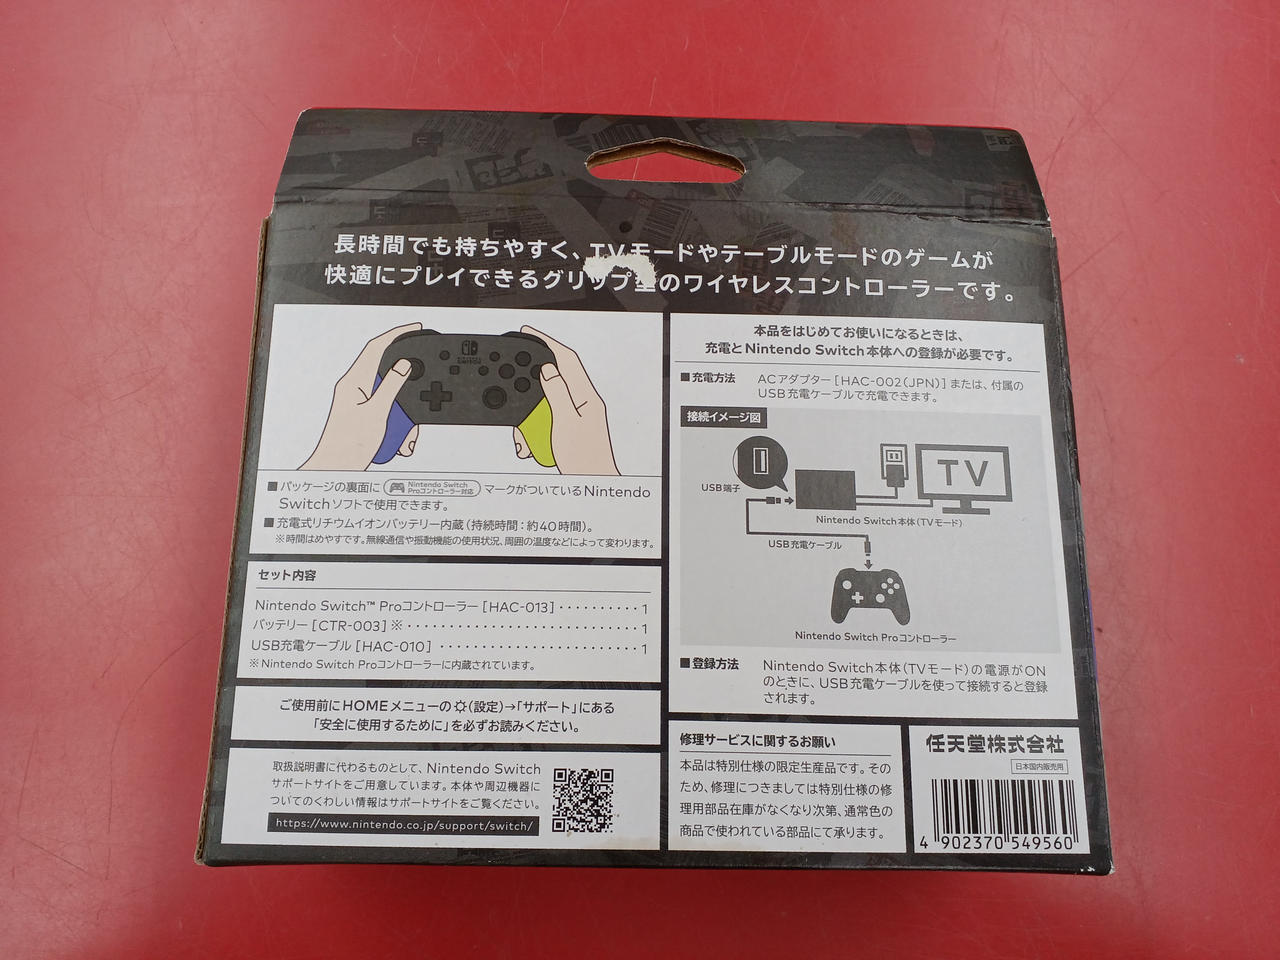 長時間でも持ちやすく、TVモードやテーブルモードのゲームが
快適にプレイできるグリップ型のワイヤレスコントローラーです。
NINTENDO
SWITCH
■パッケージの裏面に Nintendo Switch Proコントローラー対応 マークがついているNintendo
Switchソフトで使用できます。
■充電式リチウムイオンバッテリー内蔵(持続時間:約40時間)。
※時間はめやすです。無線通信や振動機能の使用状況、周囲の温度などによって変わります。
セット内容
Nintendo Switch™ Proコントローラー[HAC-013]・・・・・・・・・・1
バッテリー[CTR-003]※・・・・・・・・・・・・・・・・・・・・・・・・・・1
USB充電ケーブル[HAC-010]・・・・・・・・・・・・・・・・・・・・・1
※Nintendo Switch Proコントローラーに内蔵されています。
ご使用前にHOMEメニューの(設定)→「サポート」にある
「安全に使用するために」を必ずお読みください。
取扱説明書に代わるものとして、Nintendo Switch
サポートサイトをご用意しています。本体や周辺機器に
ついてのくわしい情報はサポートサイトをご覧ください。
https://www.nintendo.co.jp/support/switch/
本品をはじめてお使いになるときは、
充電とNintendo Switch本体への登録が必要です。
■充電方法 ACアダプター[HAC-002(JPN)]または、付属の
USB充電ケーブルで充電できます。
接続イメージ図
TV
USB端子
Nintendo Switch本体(TVモード)
USB充電ケーブル
Nintendo Switch Proコントローラー
■登録方法 Nintendo Switch本体(TVモード)の電源がON
のときに、USB充電ケーブルを使って接続すると登録
されます。
修理サービスに関するお願い
本品は特別仕様の限定生産品です。そのた
め、修理につきましては特別仕様の修
理用部品在庫がなくなり次第、通常色の
商品で使われている部品にて承ります。
任天堂株式会社
日本国内販売用
4 902370 549560